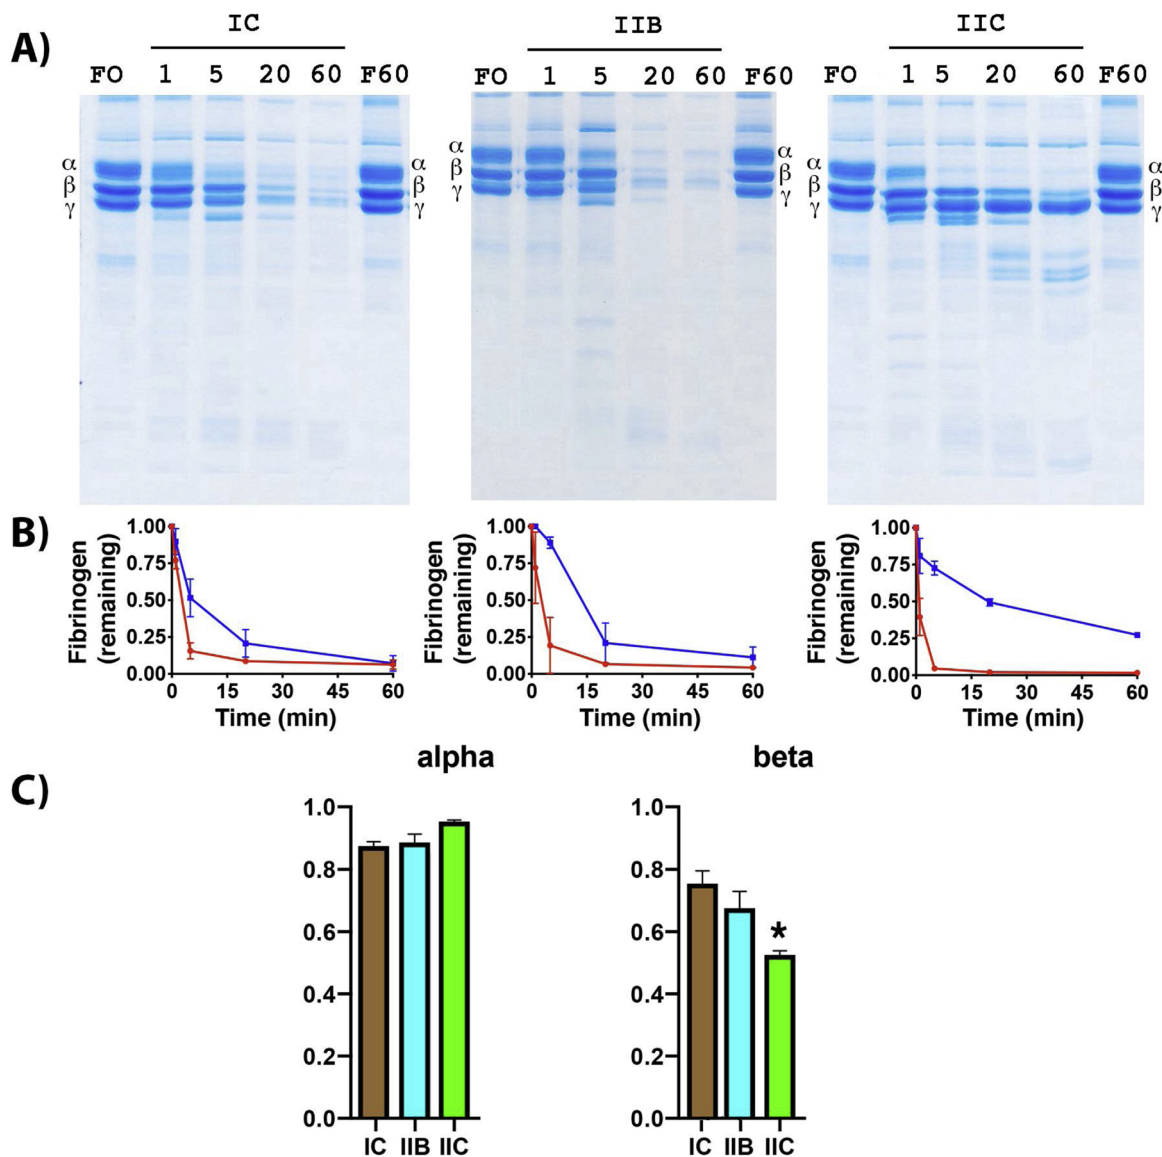 A)
IC IIB IIC
FO 1 5 20 60 F60 FO 1 5 20 60 F60 FO 1 5 20 60 F60
α α α α α α
β β β β β β
γ γ γ γ γ γ
B)
Fibrinogen (remaining)
1.00
0.75
0.50
0.25
0.00
0 15 30 45 60
Time (min)
Fibrinogen (remaining)
1.00
0.75
0.50
0.25
0.00
0 15 30 45 60
Time (min)
Fibrinogen (remaining)
1.00
0.75
0.50
0.25
0.00
0 15 30 45 60
Time (min)
C)
alpha
1.0
0.8
0.6
0.4
0.2
0.0
IC IIB IIC
beta
1.0
0.8
0.6
0.4
0.2
0.0
*
IC IIB IIC